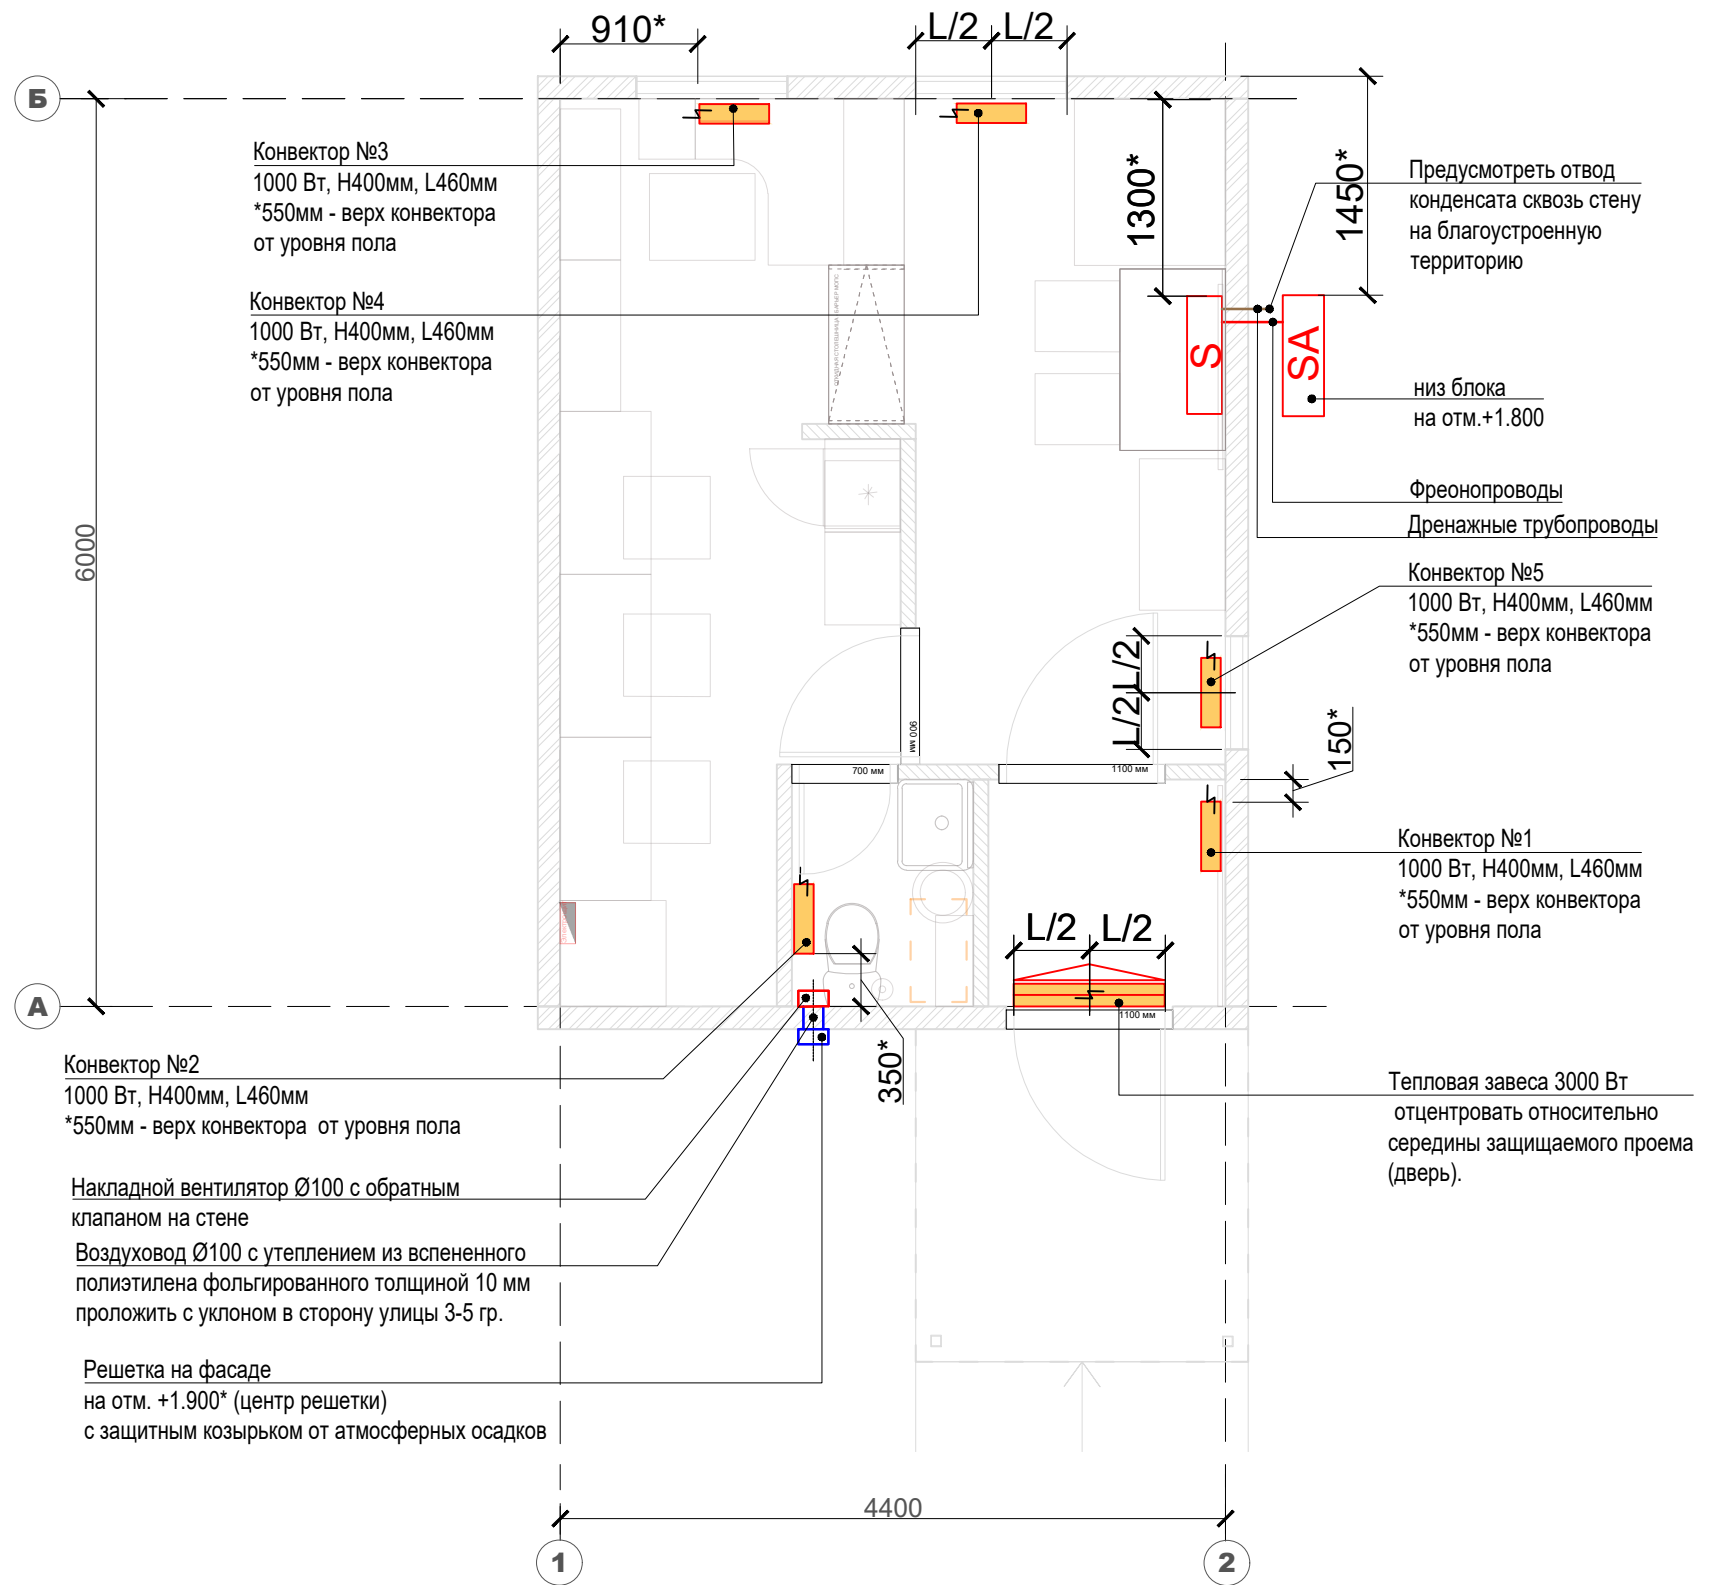 910*
L/2
L/2
Б
Конвектор №3
1000 Вт, Н400мм, L460мм
*550мм - верх конвектора
от уровня пола
1300*
1450*
Предусмотреть отвод
конденсата сквозь стену
на благоустроенную
территорию
Конвектор №4
1000 Вт, Н400мм, L460мм
*550мм - верх конвектора
от уровня пола
S
SA
низ блока
на отм.+1.800
Фреонопроводы
Дренажные трубопроводы
6000
Конвектор №5
1000 Вт, Н400мм, L460мм
*550мм - верх конвектора
от уровня пола
L/2
L/2
900 мм
700 мм
1100 мм
150*
Конвектор №1
1000 Вт, Н400мм, L460мм
*550мм - верх конвектора
от уровня пола
L/2
L/2
А
1100 мм
350*
Конвектор №2
1000 Вт, Н400мм, L460мм
*550мм - верх конвектора от уровня пола
Тепловая завеса 3000 Вт
отцентровать относительно
середины защищаемого проема
(дверь).
Накладной вентилятор Ø100 с обратным
клапаном на стене
Воздуховод Ø100 с утеплением из вспененного
полиэтилена фольгированного толщиной 10 мм
проложить с уклоном в сторону улицы 3-5 гр.
Решетка на фасаде
на отм. +1.900* (центр решетки)
с защитным козырьком от атмосферных осадков
4400
1
2